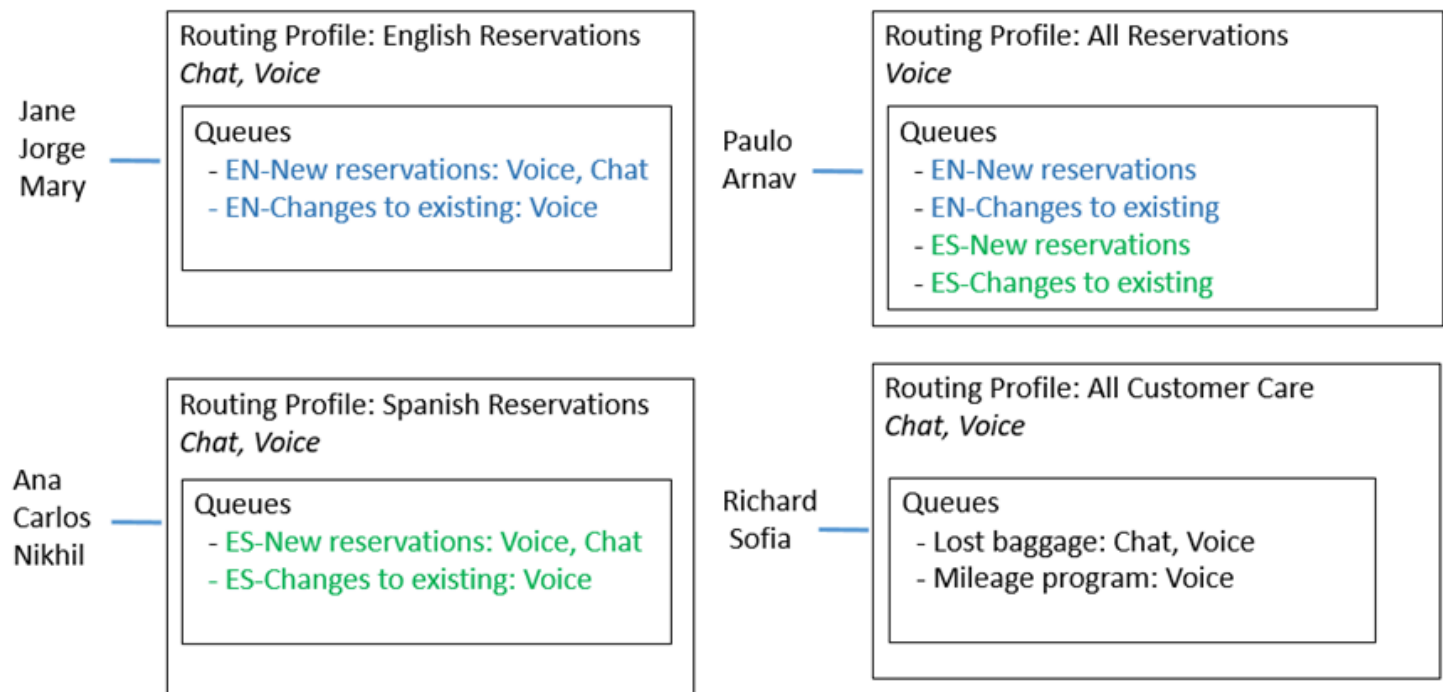 Jane
Jorge
Mary
Routing Profile: English Reservations
Chat, Voice
Queues
- EN-New reservations: Voice, Chat
- EN-Changes to existing: Voice
Paulo
Arnav
Routing Profile: All Reservations
Voice
Queues
- EN-New reservations
- EN-Changes to existing
- ES-New reservations
- ES-Changes to existing
Ana
Carlos
Nikhil
Routing Profile: Spanish Reservations
Chat, Voice
Queues
- ES-New reservations: Voice, Chat
- ES-Changes to existing: Voice
Richard
Sofia
Routing Profile: All Customer Care
Chat, Voice
Queues
- Lost baggage: Chat, Voice
- Mileage program: Voice